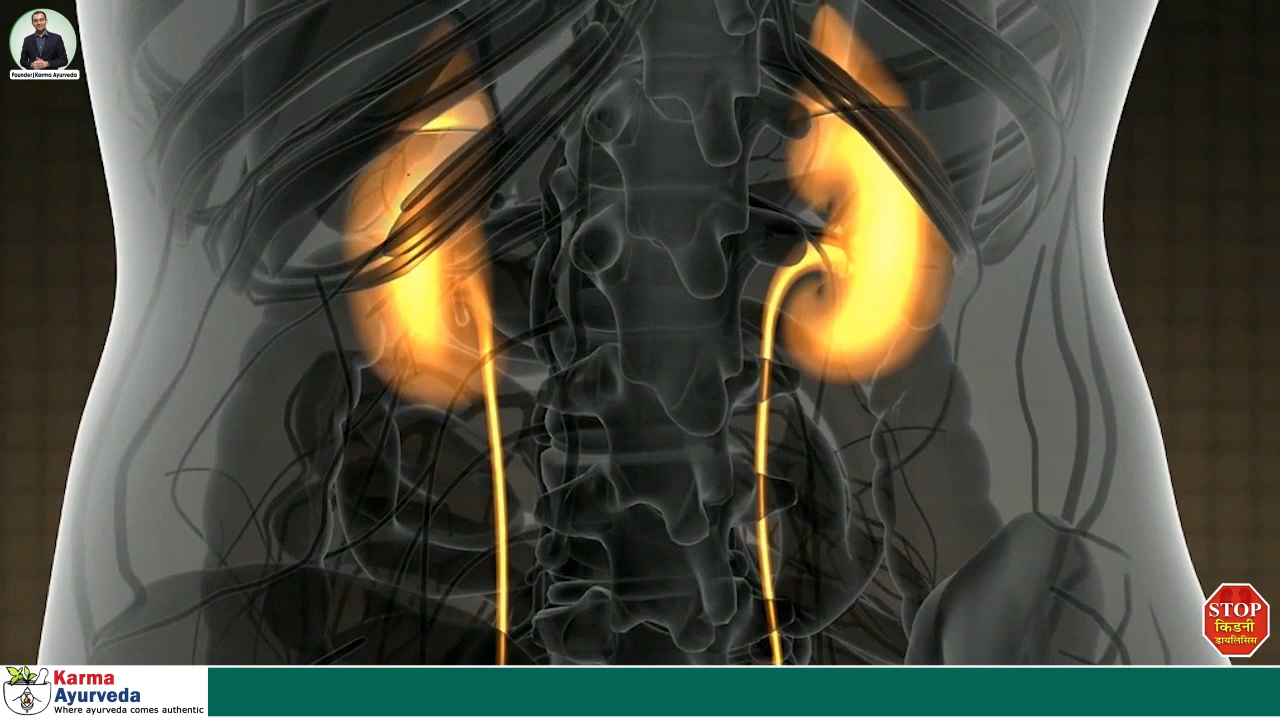 Founder|Karma Ayurveda
STOP
किडनी
डायलिसिस
Karma
Ayurveda
Where ayurveda comes authentic